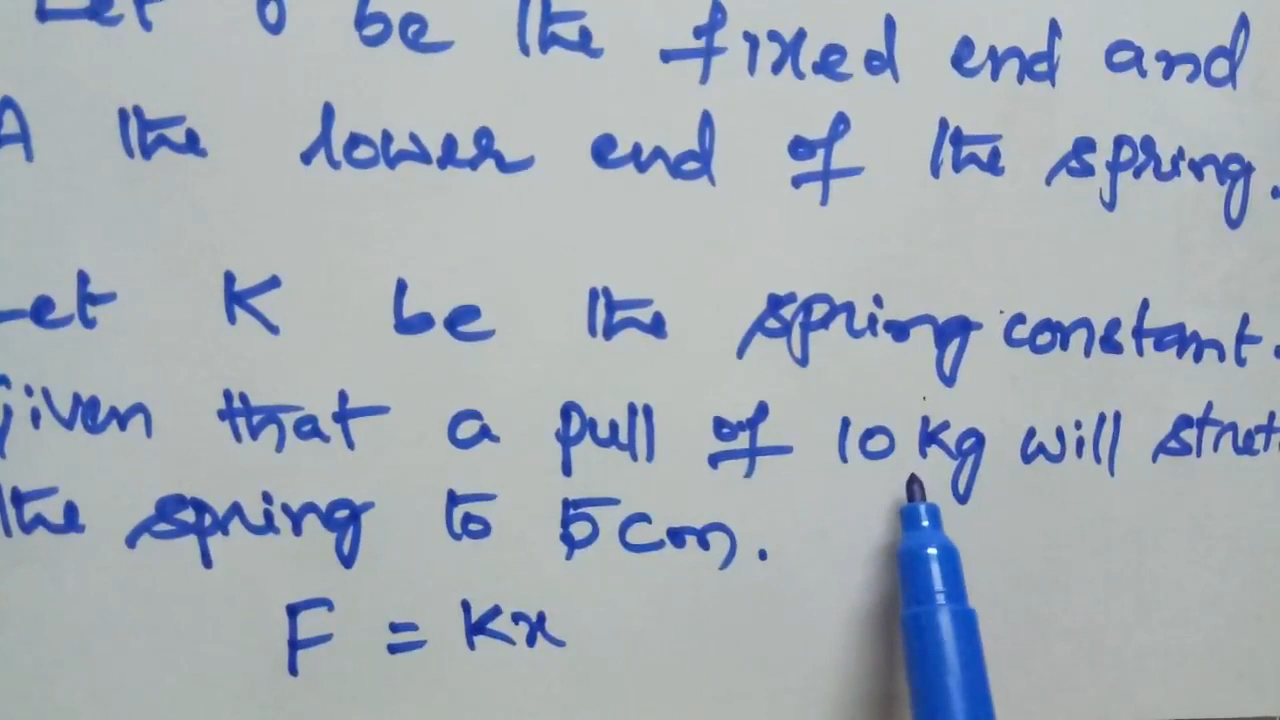 Let O be the fixed end and
A the lower end of the spring.
Let K be the spring constant.
given that a pull of 10 kg will stret
the spring to 5 cm.
F = Kx